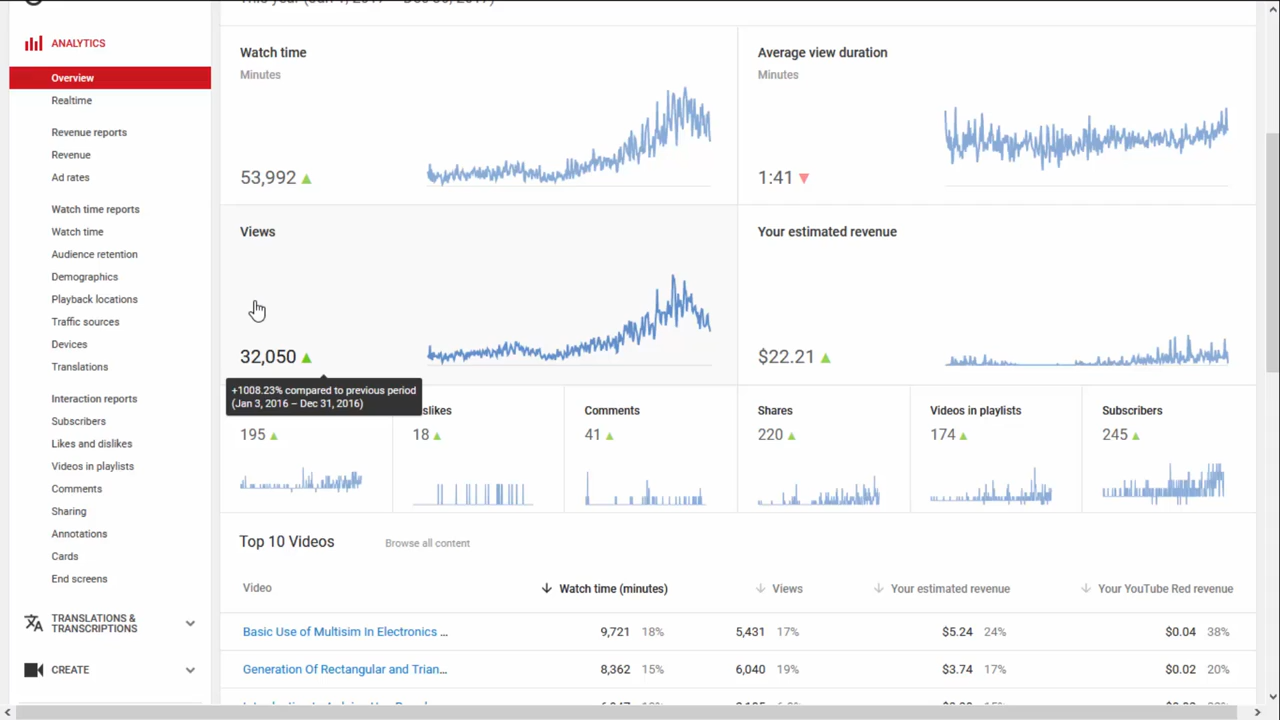 ANALYTICS
Overview
Realtime
Revenue reports
Revenue
Ad rates
Watch time reports
Watch time
Audience retention
Demographics
Playback locations
Traffic sources
Devices
Translations
Interaction reports
Subscribers
Likes and dislikes
Videos in playlists
Comments
Sharing
Annotations
Cards
End screens
TRANSLATIONS &
TRANSCRIPTIONS
CREATE
Watch time
Minutes
53,992
Average view duration
Minutes
1:41
Views
32,050
Your estimated revenue
$22.21
+1008.23% compared to previous period
(Jan 3, 2016 – Dec 31, 2016)
195
18
Comments
41
Shares
220
Videos in playlists
174
Subscribers
245
Top 10 Videos Browse all content
Video Watch time (minutes) Views Your estimated revenue Your YouTube Red revenue
Basic Use of Multisim In Electronics ... 9,721 18% 5,431 17% $5.24 24% $0.04 38%
Generation Of Rectangular and Trian... 8,362 15% 6,040 19% $3.74 17% $0.02 20%